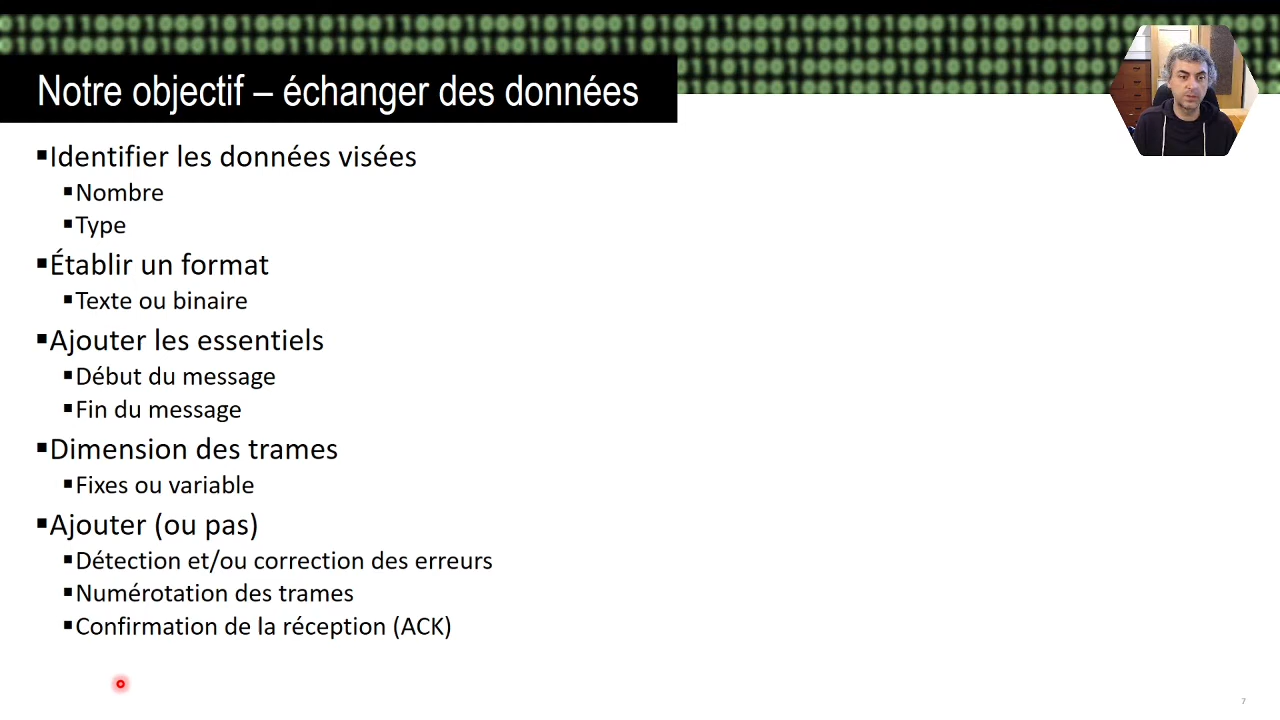 Notre objectif – échanger des données
▪Identifier les données visées
▪Nombre
▪Type
▪Établir un format
▪Texte ou binaire
▪Ajouter les essentiels
▪Début du message
▪Fin du message
▪Dimension des trames
▪Fixes ou variable
▪Ajouter (ou pas)
▪Détection et/ou correction des erreurs
▪Numérotation des trames
▪Confirmation de la réception (ACK)
7